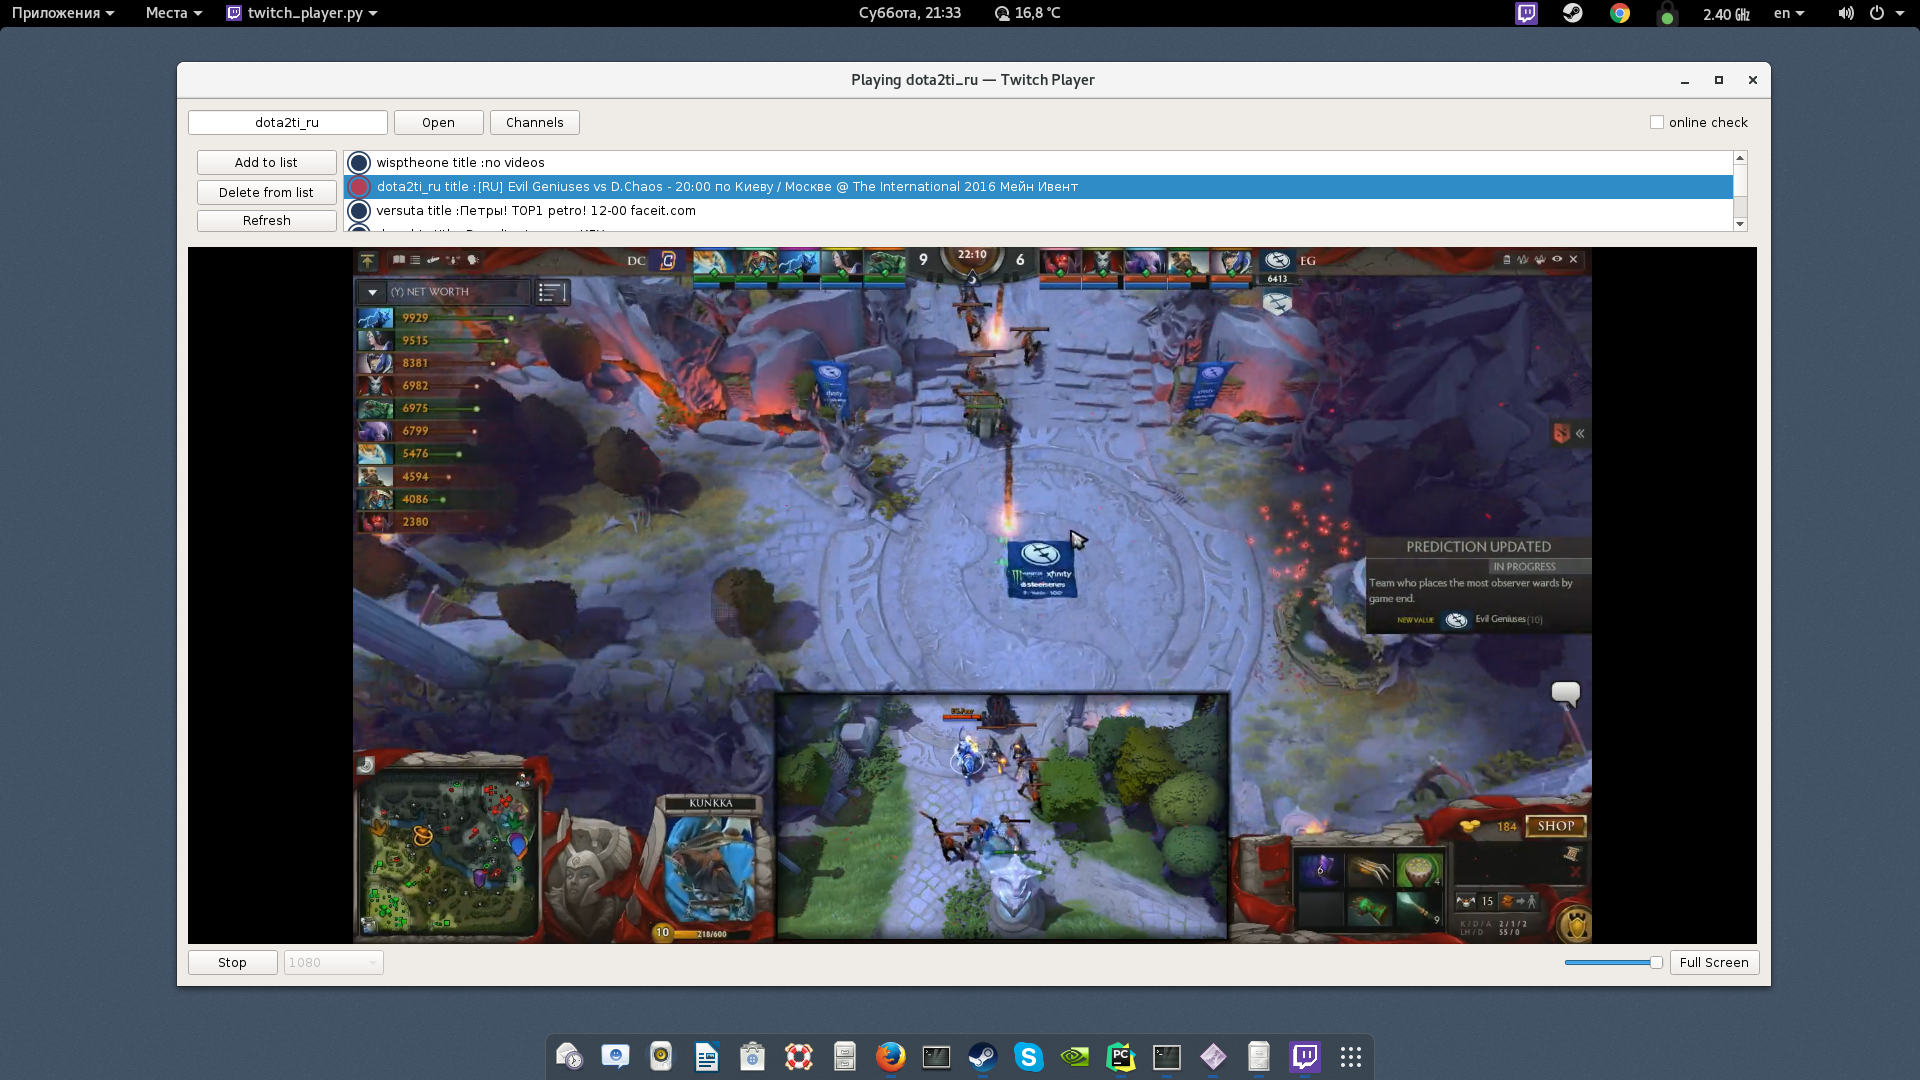 Приложения Места twitch_player.py Суббота, 21:33 16,8 °C 2.40 GHz en
Playing dota2ti_ru — Twitch Player
dota2ti_ru Open Channels online check
Add to list
Delete from list
Refresh
wisptheone title :no videos
dota2ti_ru title :[RU] Evil Geniuses vs D.Chaos - 20:00 по Киеву / Москве @ The International 2016 Мейн Ивент
versuta title :Петры! TOP1 petro! 12-00 faceit.com
DC 9 22:10 6 EG
6413
(Y) NET WORTH
9929
9515
8381
6982
6975
6799
5476
4594
4086
2380
xfinity
steelseries
PREDICTION UPDATED
IN PROGRESS
Team who places the most observer wards by
game end.
NEW VALUE Evil Geniuses (10)
KUNKKA
10 218/600
184 SHOP
6 4
9
15
K/D/A 2/1/2
LH/D 55/0
Stop 1080 Full Screen
PC